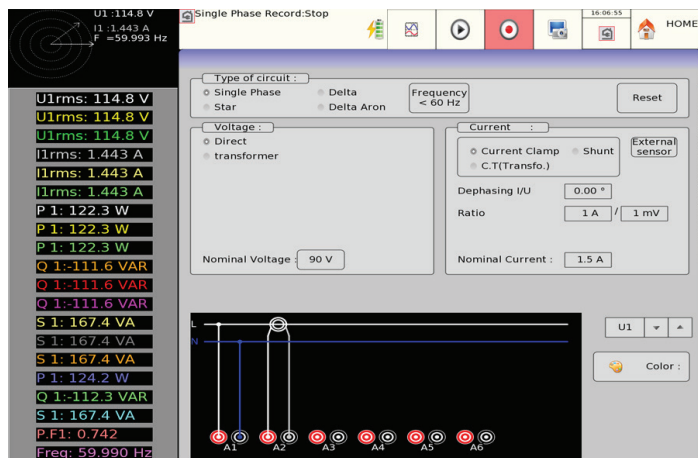 U1 :114.8 V
I1 :1.443 A
F =59.993 Hz
Single Phase Record:Stop
16:06:55
HOME
U1rms: 114.8 V
U1rms: 114.8 V
U1rms: 114.8 V
I1rms: 1.443 A
I1rms: 1.443 A
I1rms: 1.443 A
P 1: 122.3 W
P 1: 122.3 W
P 1: 122.3 W
Q 1:-111.6 VAR
Q 1:-111.6 VAR
Q 1:-111.6 VAR
S 1: 167.4 VA
S 1: 167.4 VA
S 1: 167.4 VA
P 1: 124.2 W
Q 1:-112.3 VAR
S 1: 167.4 VA
P.F1: 0.742
Freq: 59.990 Hz
Type of circuit :
Single Phase
Delta
Star
Delta Aron
Frequency
< 60 Hz
Reset
Voltage :
Direct
transformer
Nominal Voltage :
90 V
Current :
Current Clamp
Shunt
C.T(Transfo.)
External
sensor
Dephasing I/U
0.00 °
Ratio
1 A / 1 mV
Nominal Current :
1.5 A
L
N
A1 A2 A3 A4 A5 A6
U1
Color :